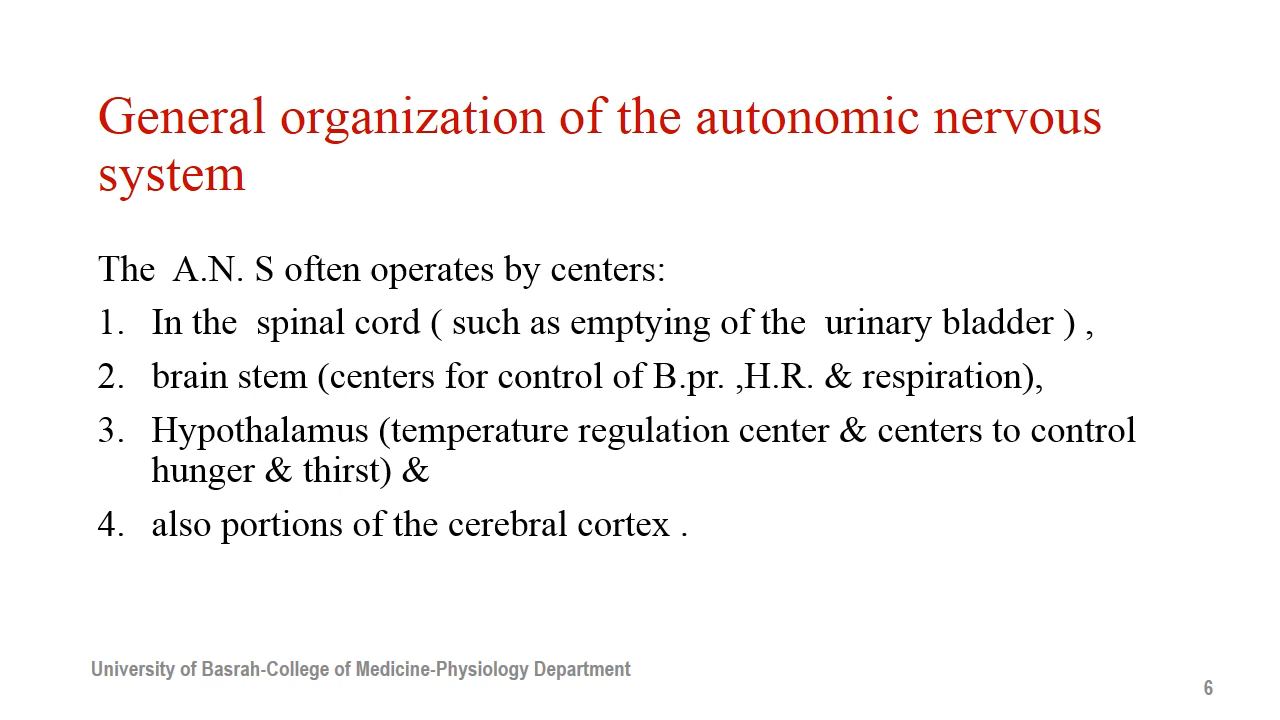 General organization of the autonomic nervous
system
The A.N. S often operates by centers:
1. In the spinal cord ( such as emptying of the urinary bladder ) ,
2. brain stem (centers for control of B.pr. ,H.R. & respiration),
3. Hypothalamus (temperature regulation center & centers to control
hunger & thirst) &
4. also portions of the cerebral cortex .
University of Basrah-College of Medicine-Physiology Department
6